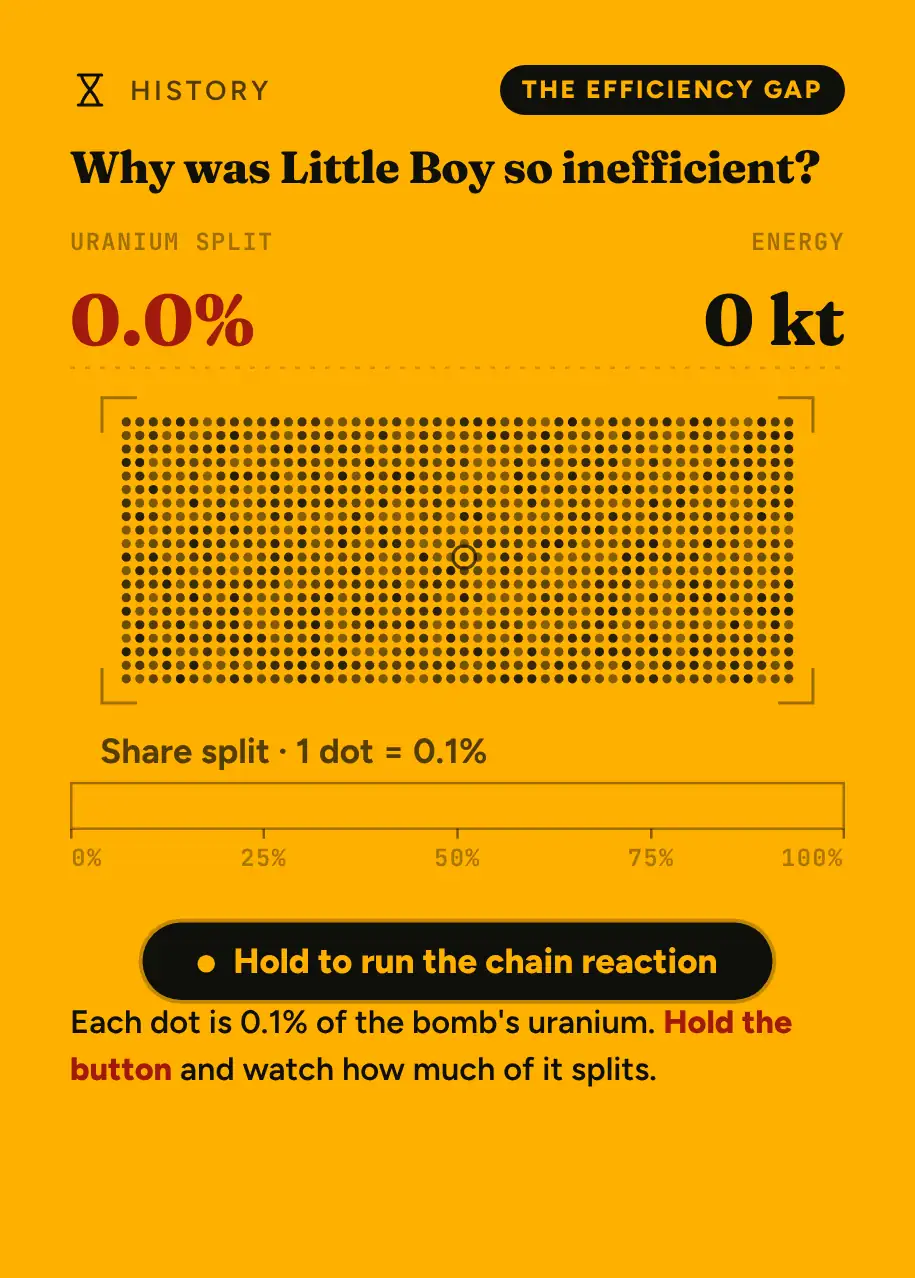 HISTORY
THE EFFICIENCY GAP
Why was Little Boy so inefficient?
URANIUM SPLIT
ENERGY
0.0%
0 kt
Share split · 1 dot = 0.1%
0%
25%
50%
75%
100%
Hold to run the chain reaction
Each dot is 0.1% of the bomb's uranium. Hold the
button and watch how much of it splits.